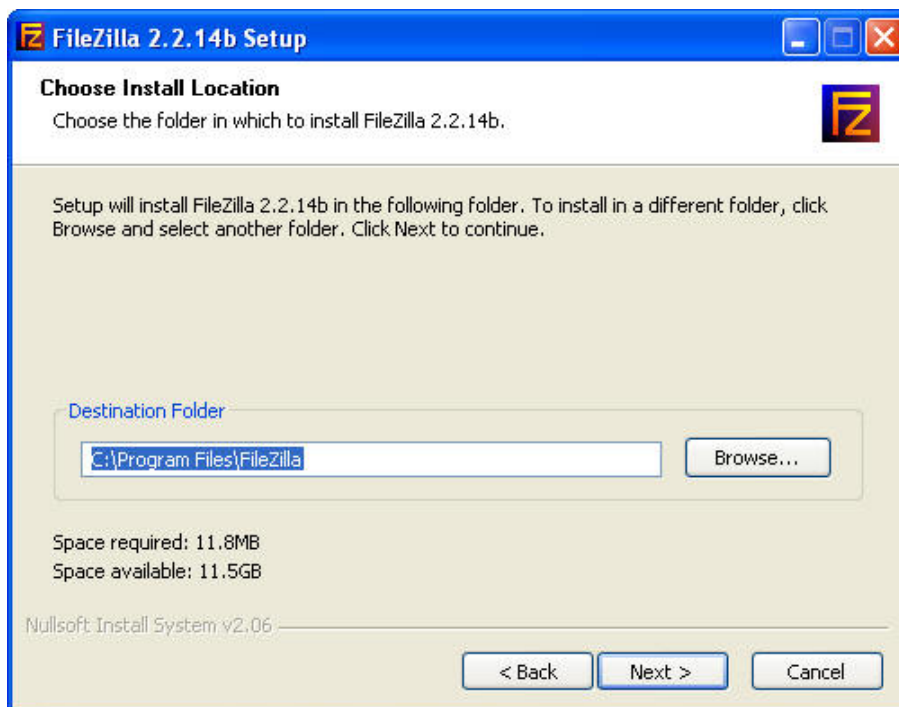 FileZilla 2.2.14b Setup
Choose Install Location
Choose the folder in which to install FileZilla 2.2.14b.
FZ
Setup will install FileZilla 2.2.14b in the following folder. To install in a different folder, click
Browse and select another folder. Click Next to continue.
Destination Folder
C:\Program Files\FileZilla
Browse...
Space required: 11.8MB
Space available: 11.5GB
Nullsoft Install System v2.06
< Back
Next >
Cancel